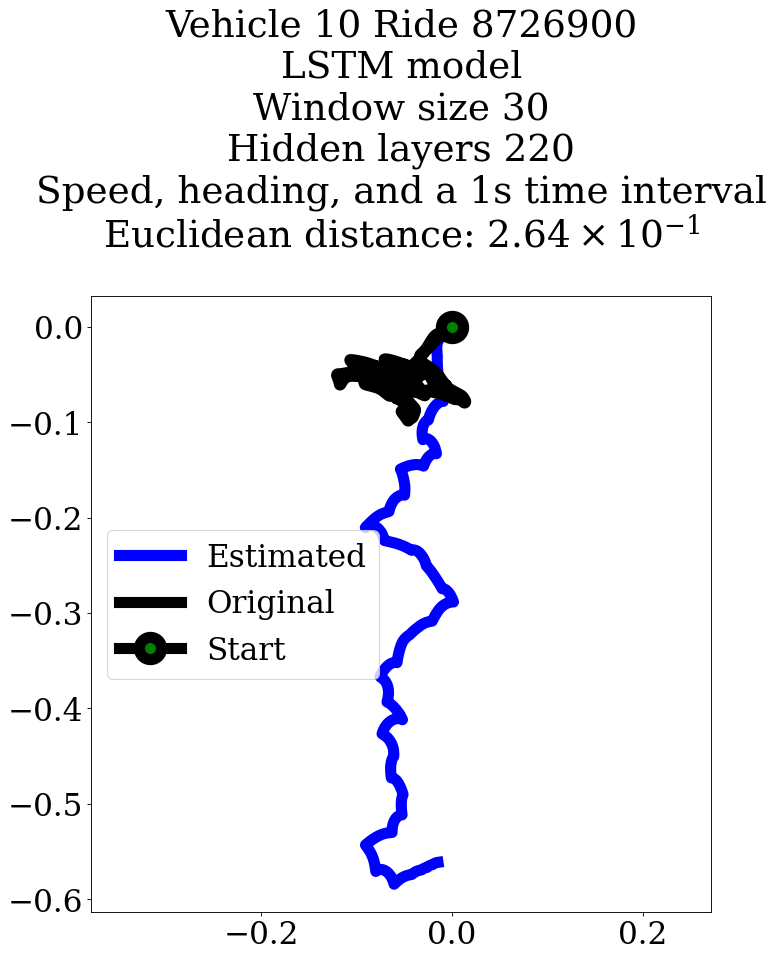 Vehicle 10 Ride 8726900
LSTM model
Window size 30
Hidden layers 220
Speed, heading, and a 1s time interval
Euclidean distance: 2.64 × 10⁻¹
0.0
−0.1
−0.2
−0.3
−0.4
−0.5
−0.6
Estimated
Original
Start
−0.2 0.0 0.2